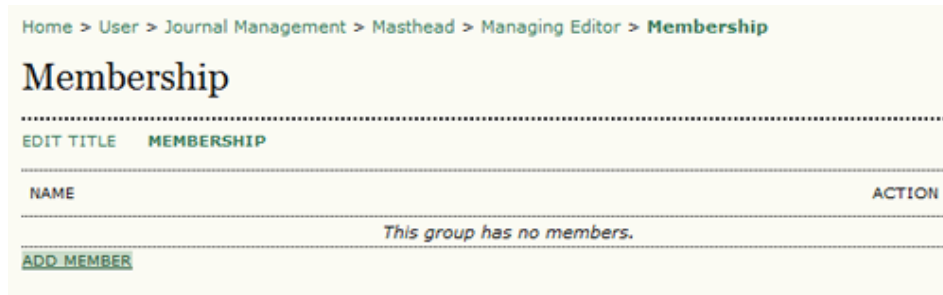 Home > User > Journal Management > Masthead > Managing Editor > Membership
Membership
EDIT TITLE MEMBERSHIP
NAME ACTION
This group has no members.
ADD MEMBER